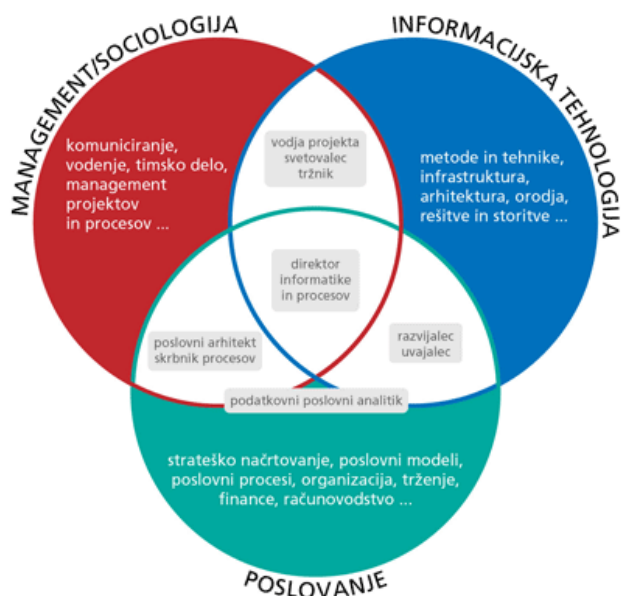 MANAGEMENT/SOCIOLOGIJA
INFORMACIJSKA TEHNOLOGIJA
komuniciranje,
vodenje, timsko delo,
management
projektov
in procesov ...
vodja projekta
svetovalec
tržnik
metode in tehnike,
infrastruktura,
arhitektura, orodja,
rešitve in storitve ...
direktor
informatike
in procesov
poslovni arhitekt
skrbnik procesov
razvijalec
uvajalec
podatkovni poslovni analitik
strateško načrtovanje, poslovni modeli,
poslovni procesi, organizacija, trženje,
finance, računovodstvo ...
POSLOVANJE